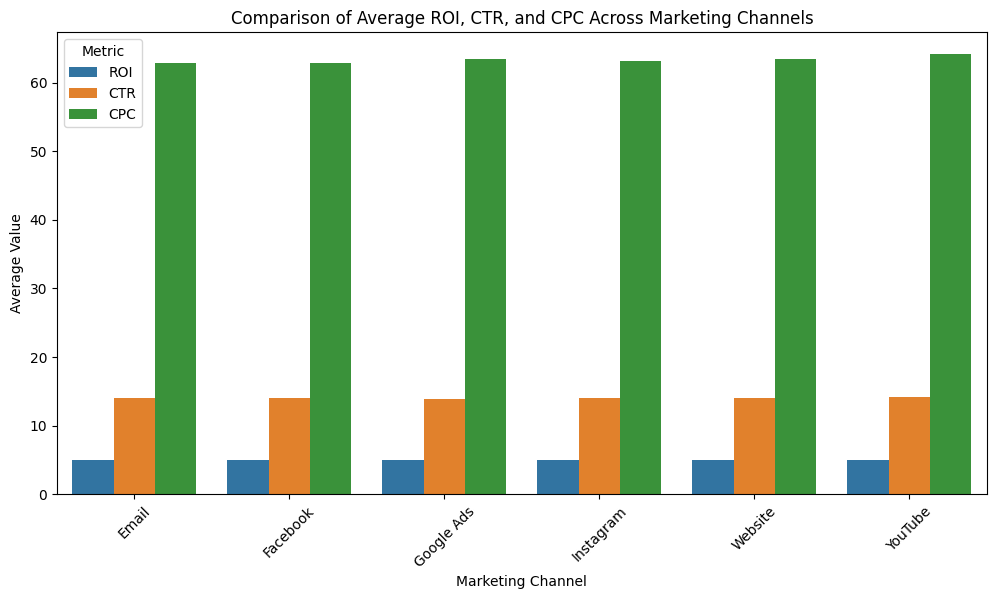 Comparison of Average ROI, CTR, and CPC Across Marketing Channels
Metric
ROI
CTR
CPC
Average Value
60
50
40
30
20
10
0
Email
Facebook
Google Ads
Instagram
Website
YouTube
Marketing Channel